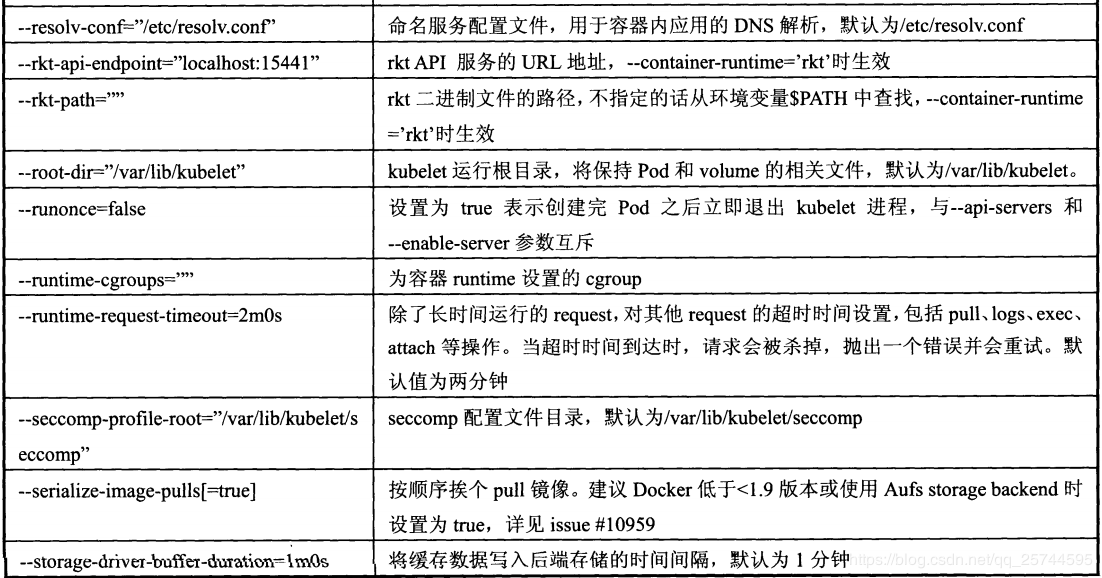 --resolv-conf=”/etc/resolv.conf”
命名服务配置文件，用于容器内应用的 DNS 解析，默认为/etc/resolv.conf
--rkt-api-endpoint=”localhost:15441”
rkt API 服务的 URL 地址，--container-runtime='rkt'时生效
--rkt-path=””
rkt 二进制文件的路径，不指定的话从环境变量$PATH 中查找，--container-runtime
='rkt'时生效
--root-dir=”/var/lib/kubelet”
kubelet 运行根目录，将保持 Pod 和 volume 的相关文件，默认为/var/lib/kubelet。
--runonce=false
设置为 true 表示创建完 Pod 之后立即退出 kubelet 进程，与--api-servers 和
--enable-server 参数互斥
--runtime-cgroups=””
为容器 runtime 设置的 cgroup
--runtime-request-timeout=2m0s
除了长时间运行的 request，对其他 request 的超时时间设置，包括 pull、logs、exec、
attach 等操作。当超时时间到达时，请求会被杀掉，抛出一个错误并会重试。默
认值为两分钟
--seccomp-profile-root=”/var/lib/kubelet/s
eccomp”
seccomp 配置文件目录，默认为/var/lib/kubelet/seccomp
--serialize-image-pulls[=true]
按顺序挨个 pull 镜像。建议 Docker 低于<1.9 版本或使用 Aufs storage backend 时
设置为 true，详见 issue #10959
--storage-driver-buffer-duration=1m0s
将缓存数据写入后端存储的时间间隔，默认为 1 分钟
https://blog.csdn.net/qq_25744595